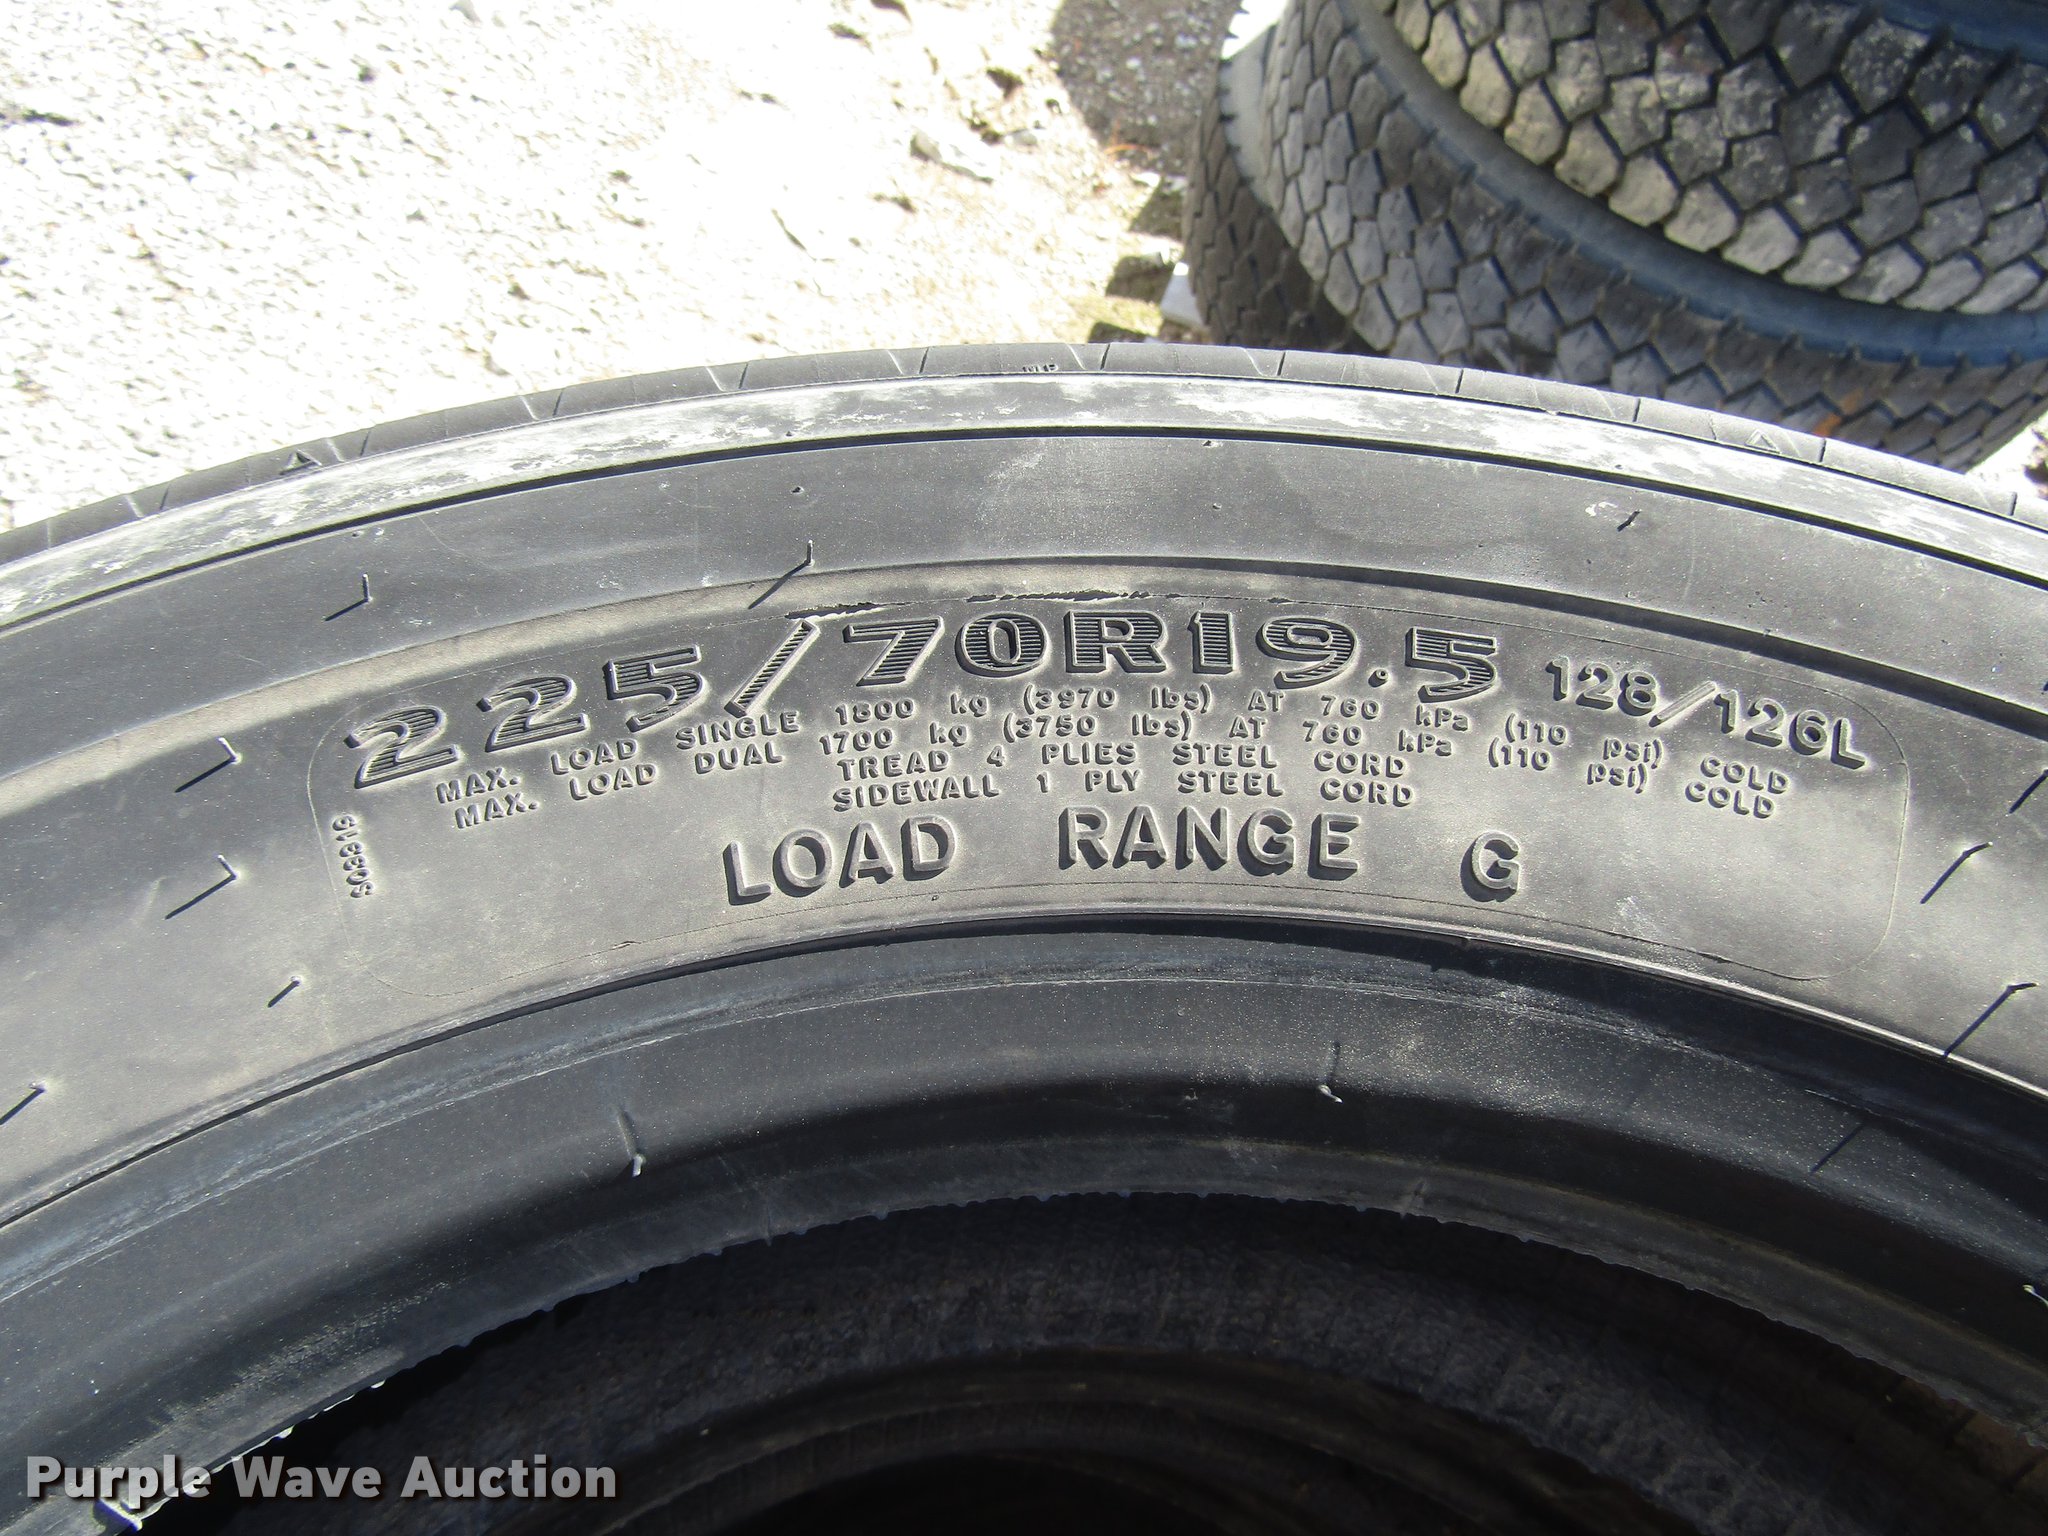 225/70R19.5 128/126L
MAX. LOAD SINGLE 1800 kg (3970 lbs) AT 760 kPa (110 psi) COLD
MAX. LOAD DUAL 1700 kg (3750 lbs) AT 760 kPa (110 psi) COLD
TREAD 4 PLIES STEEL CORD
SIDEWALL 1 PLY STEEL CORD
LOAD RANGE G
S03319
Purple Wave Auction